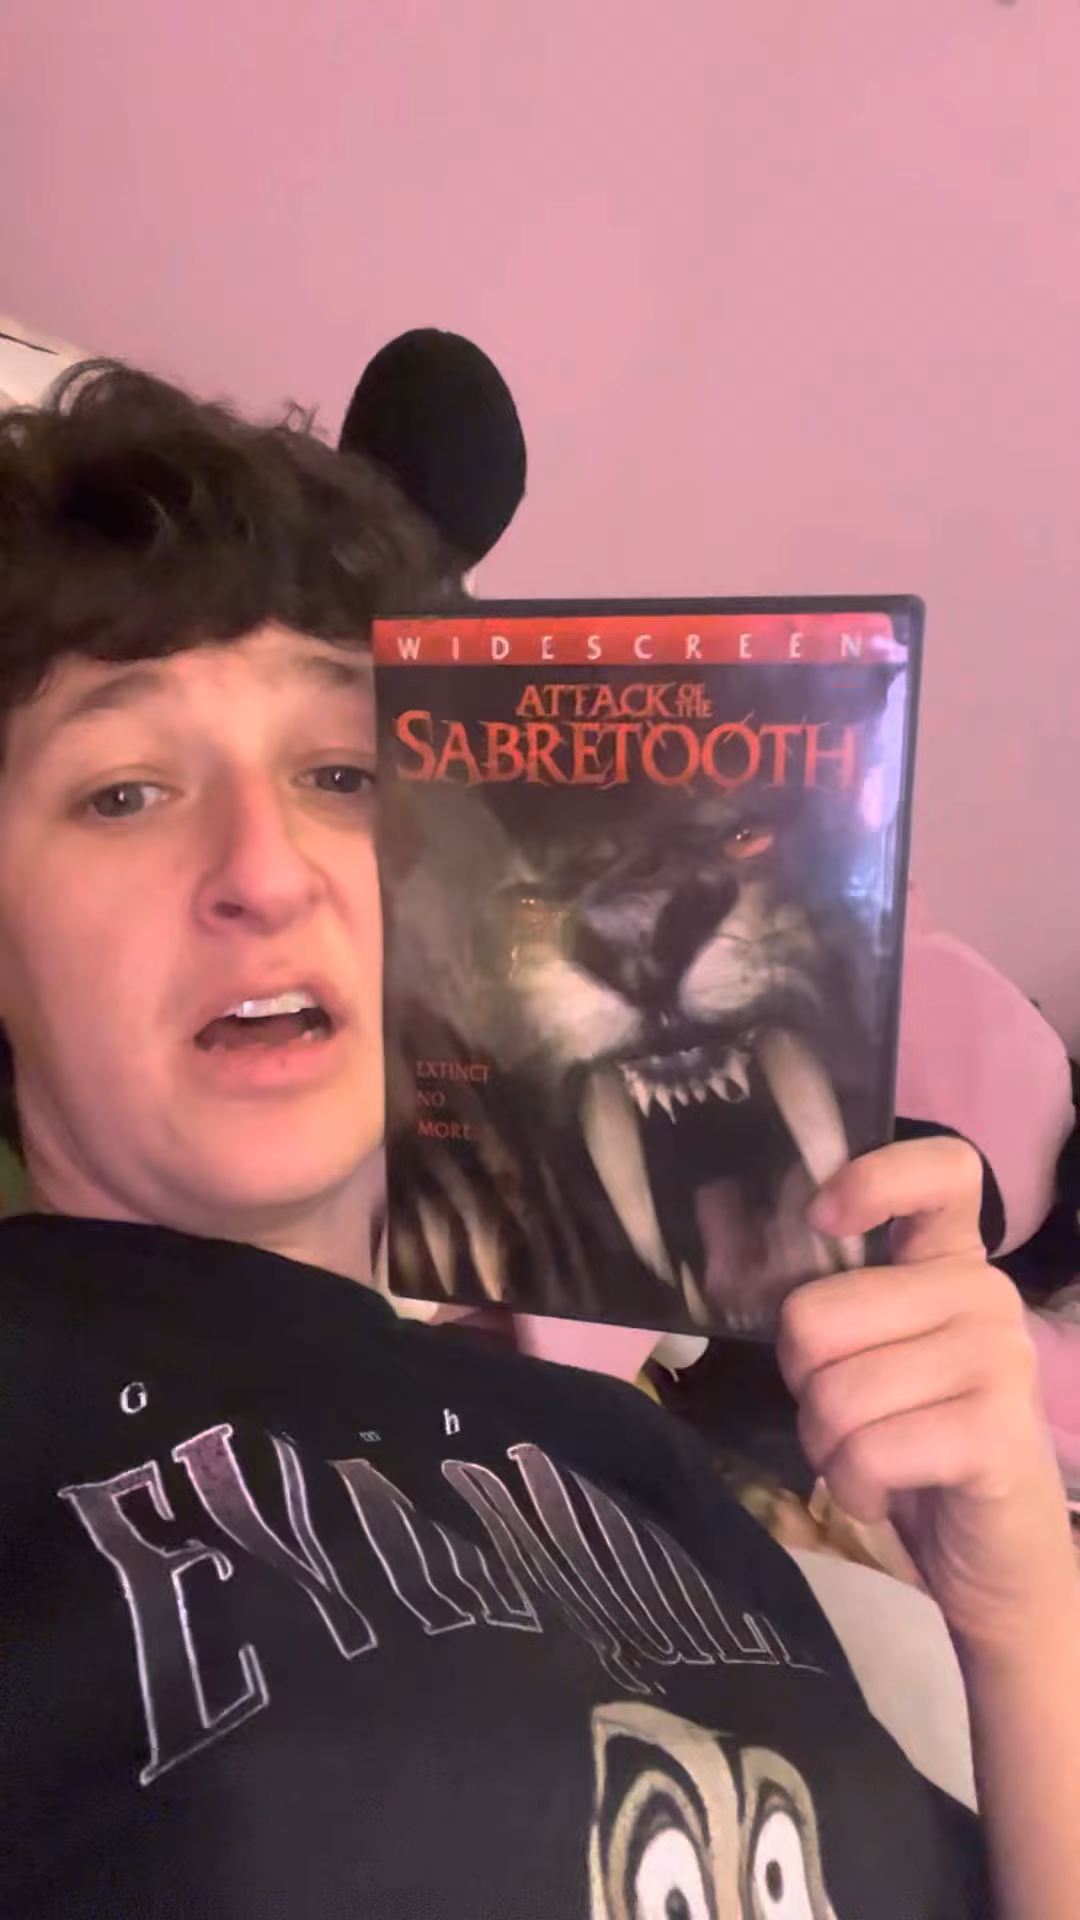 WIDESCREEN
ATTACK OF THE
SABRETOOTH
EXTINCT
NO
MORE.